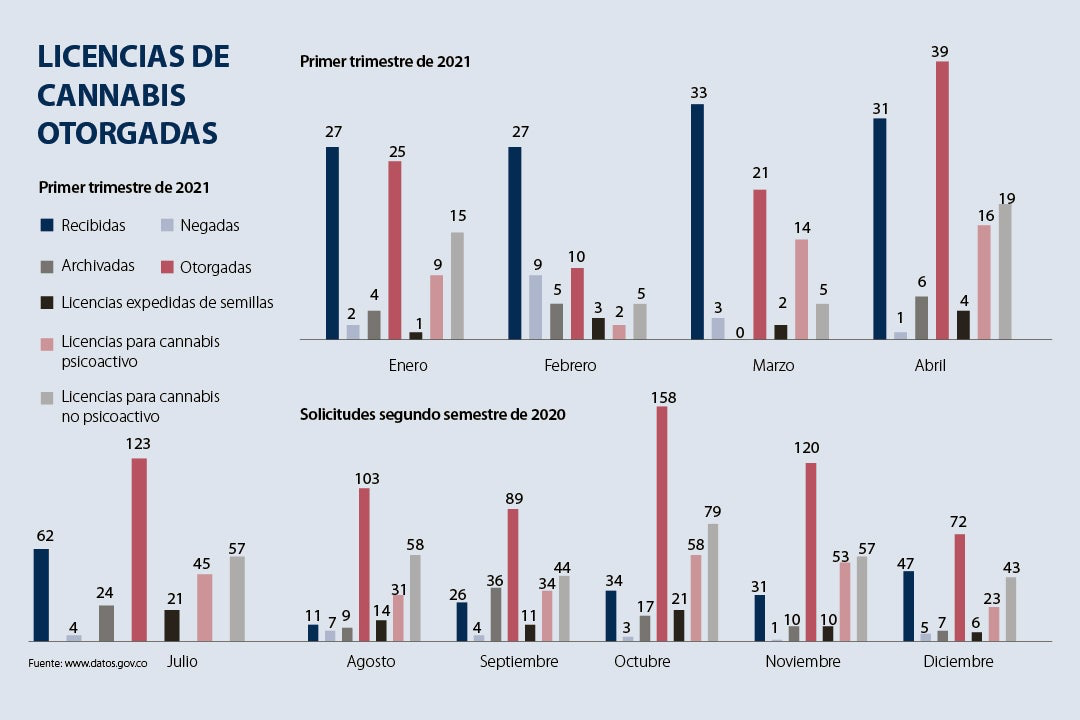 LICENCIAS DE
CANNABIS
OTORGADAS
Primer trimestre de 2021
Recibidas
Negadas
Archivadas
Otorgadas
Licencias expedidas de semillas
Licencias para cannabis
psicoactivo
Licencias para cannabis
no psicoactivo
Primer trimestre de 2021
27 2 4 25 1 9 15
27 9 5 10 3 2 5
33 3 0 21 2 14 5
31 1 6 39 4 16 19
Enero Febrero Marzo Abril
Solicitudes segundo semestre de 2020
62 4 24 123 21 45 57
11 7 9 103 14 31 58
26 4 36 89 11 34 44
34 3 17 158 21 58 79
31 1 10 120 10 53 57
47 5 7 72 6 23 43
Julio Agosto Septiembre Octubre Noviembre Diciembre
Fuente: www.datos.gov.co